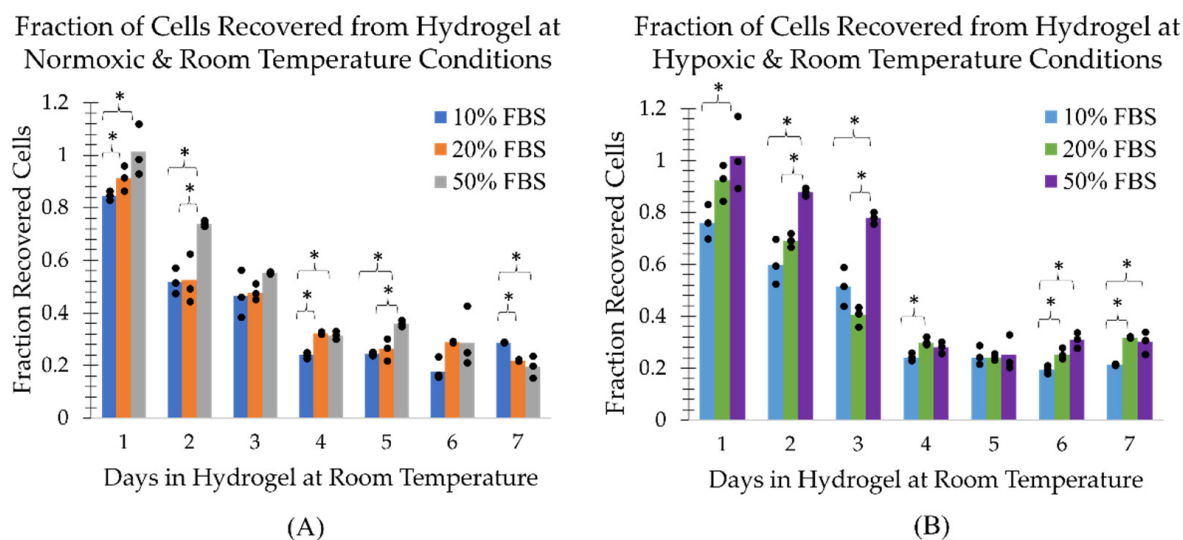 Fraction of Cells Recovered from Hydrogel at
Normoxic & Room Temperature Conditions
Fraction Recovered Cells
1.2
1
0.8
0.6
0.4
0.2
0
* * * * * * * * * *
10% FBS
20% FBS
50% FBS
1 2 3 4 5 6 7
Days in Hydrogel at Room Temperature
(A)
Fraction of Cells Recovered from Hydrogel at
Hypoxic & Room Temperature Conditions
Fraction Recovered Cells
1.2
1
0.8
0.6
0.4
0.2
0
* * * * * * * * * *
10% FBS
20% FBS
50% FBS
1 2 3 4 5 6 7
Days in Hydrogel at Room Temperature
(B)